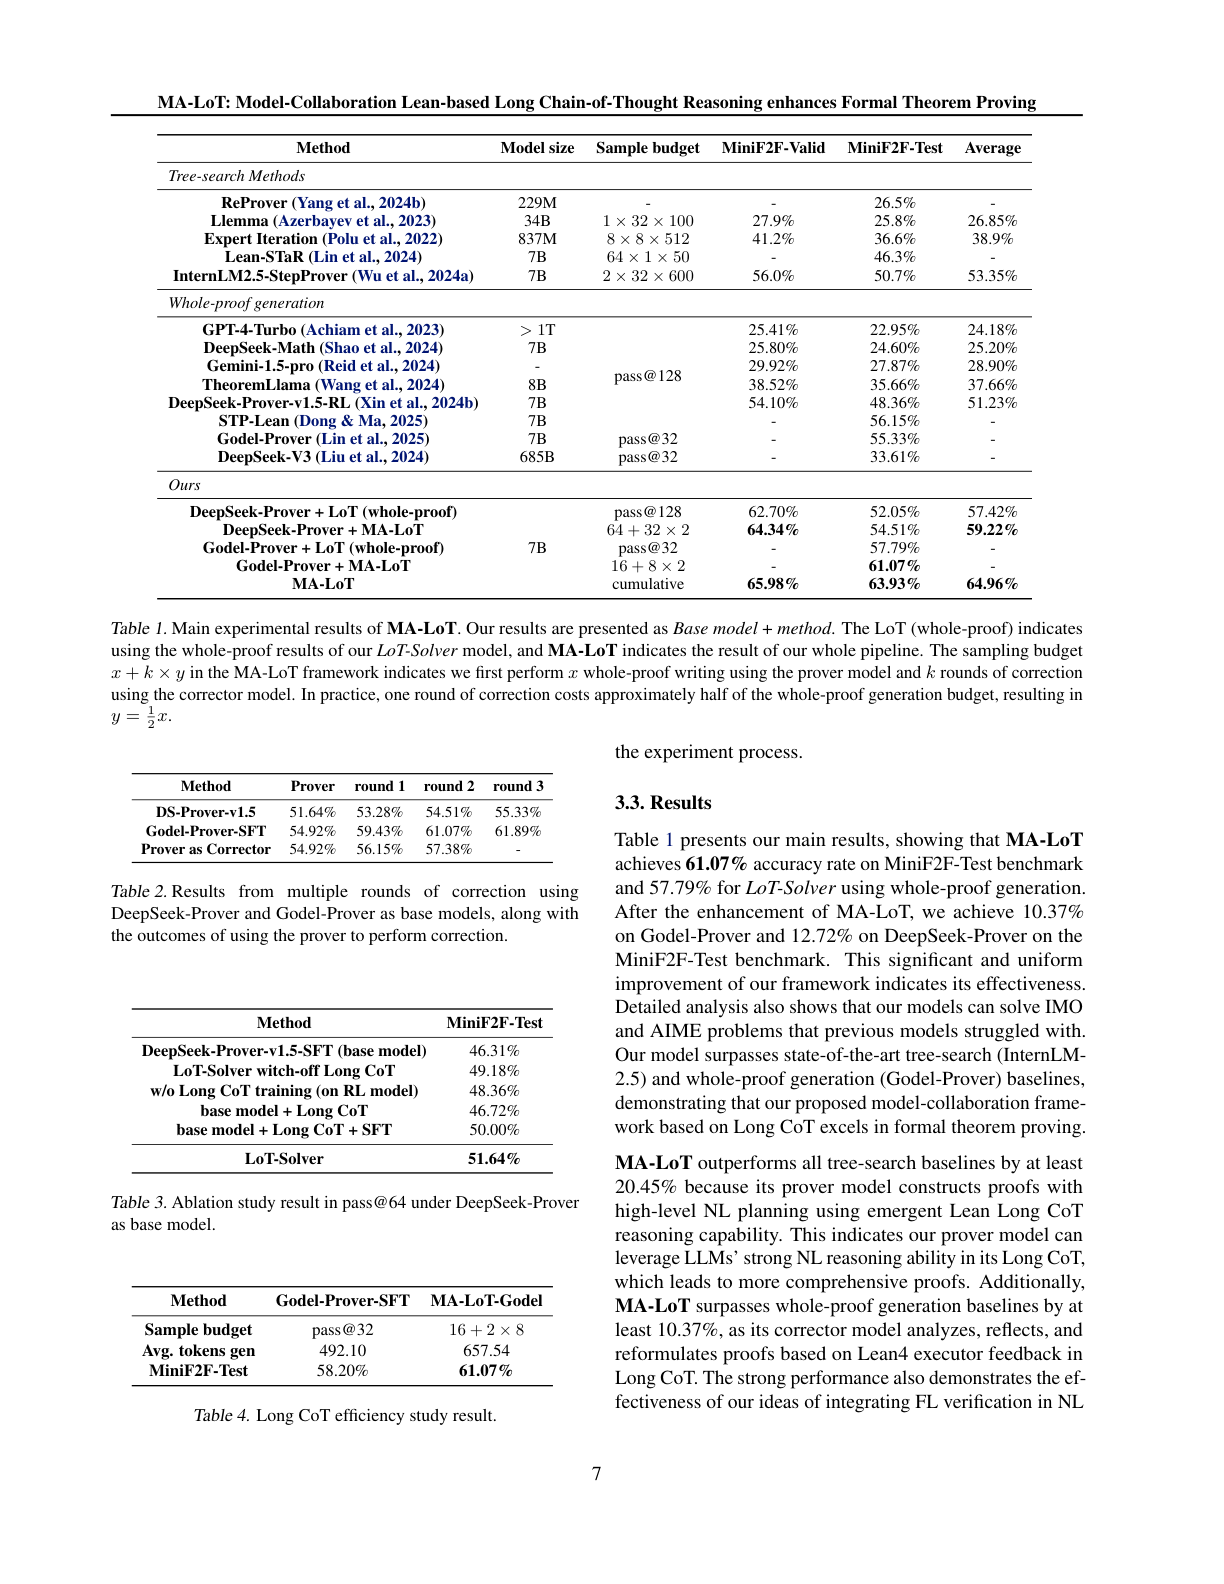 MA-LoT: Model-Collaboration Lean-based Long Chain-of-Thought Reasoning enhances Formal Theorem Proving
Method Model size Sample budget MiniF2F-Valid MiniF2F-Test Average
Tree-search Methods
ReProver (Yang et al., 2024b) 229M - - 26.5% -
Llemma (Azerbayev et al., 2023) 34B 1 × 32 × 100 27.9% 25.8% 26.85%
Expert Iteration (Polu et al., 2022) 837M 8 × 8 × 512 41.2% 36.6% 38.9%
Lean-STaR (Lin et al., 2024) 7B 64 × 1 × 50 - 46.3% -
InternLM2.5-StepProver (Wu et al., 2024a) 7B 2 × 32 × 600 56.0% 50.7% 53.35%
Whole-proof generation
GPT-4-Turbo (Achiam et al., 2023) > 1T 25.41% 22.95% 24.18%
DeepSeek-Math (Shao et al., 2024) 7B 25.80% 24.60% 25.20%
Gemini-1.5-pro (Reid et al., 2024) - 29.92% 27.87% 28.90%
pass@128
TheoremLlama (Wang et al., 2024) 8B 38.52% 35.66% 37.66%
DeepSeek-Prover-v1.5-RL (Xin et al., 2024b) 7B 54.10% 48.36% 51.23%
STP-Lean (Dong & Ma, 2025) 7B - 56.15% -
Godel-Prover (Lin et al., 2025) 7B pass@32 - 55.33% -
DeepSeek-V3 (Liu et al., 2024) 685B pass@32 - 33.61% -
Ours
DeepSeek-Prover + LoT (whole-proof) pass@128 62.70% 52.05% 57.42%
DeepSeek-Prover + MA-LoT 64 + 32 × 2 64.34% 54.51% 59.22%
Godel-Prover + LoT (whole-proof) 7B pass@32 - 57.79% -
Godel-Prover + MA-LoT 16 + 8 × 2 - 61.07% -
MA-LoT cumulative 65.98% 63.93% 64.96%
Table 1. Main experimental results of MA-LoT. Our results are presented as Base model + method. The LoT (whole-proof) indicates
using the whole-proof results of our LoT-Solver model, and MA-LoT indicates the result of our whole pipeline. The sampling budget
x + k × y in the MA-LoT framework indicates we first perform x whole-proof writing using the prover model and k rounds of correction
using the corrector model. In practice, one round of correction costs approximately half of the whole-proof generation budget, resulting in
y = 1/2 x.
Method Prover round 1 round 2 round 3
DS-Prover-v1.5 51.64% 53.28% 54.51% 55.33%
Godel-Prover-SFT 54.92% 59.43% 61.07% 61.89%
Prover as Corrector 54.92% 56.15% 57.38% -
Table 2. Results from multiple rounds of correction using
DeepSeek-Prover and Godel-Prover as base models, along with
the outcomes of using the prover to perform correction.
Method MiniF2F-Test
DeepSeek-Prover-v1.5-SFT (base model) 46.31%
LoT-Solver witch-off Long CoT 49.18%
w/o Long CoT training (on RL model) 48.36%
base model + Long CoT 46.72%
base model + Long CoT + SFT 50.00%
LoT-Solver 51.64%
Table 3. Ablation study result in pass@64 under DeepSeek-Prover
as base model.
Method Godel-Prover-SFT MA-LoT-Godel
Sample budget pass@32 16 + 2 × 8
Avg. tokens gen 492.10 657.54
MiniF2F-Test 58.20% 61.07%
Table 4. Long CoT efficiency study result.
the experiment process.
3.3. Results
Table 1 presents our main results, showing that MA-LoT
achieves 61.07% accuracy rate on MiniF2F-Test benchmark
and 57.79% for LoT-Solver using whole-proof generation.
After the enhancement of MA-LoT, we achieve 10.37%
on Godel-Prover and 12.72% on DeepSeek-Prover on the
MiniF2F-Test benchmark. This significant and uniform
improvement of our framework indicates its effectiveness.
Detailed analysis also shows that our models can solve IMO
and AIME problems that previous models struggled with.
Our model surpasses state-of-the-art tree-search (InternLM-
2.5) and whole-proof generation (Godel-Prover) baselines,
demonstrating that our proposed model-collaboration frame-
work based on Long CoT excels in formal theorem proving.
MA-LoT outperforms all tree-search baselines by at least
20.45% because its prover model constructs proofs with
high-level NL planning using emergent Lean Long CoT
reasoning capability. This indicates our prover model can
leverage LLMs' strong NL reasoning ability in its Long CoT,
which leads to more comprehensive proofs. Additionally,
MA-LoT surpasses whole-proof generation baselines by at
least 10.37%, as its corrector model analyzes, reflects, and
reformulates proofs based on Lean4 executor feedback in
Long CoT. The strong performance also demonstrates the ef-
fectiveness of our ideas of integrating FL verification in NL
7